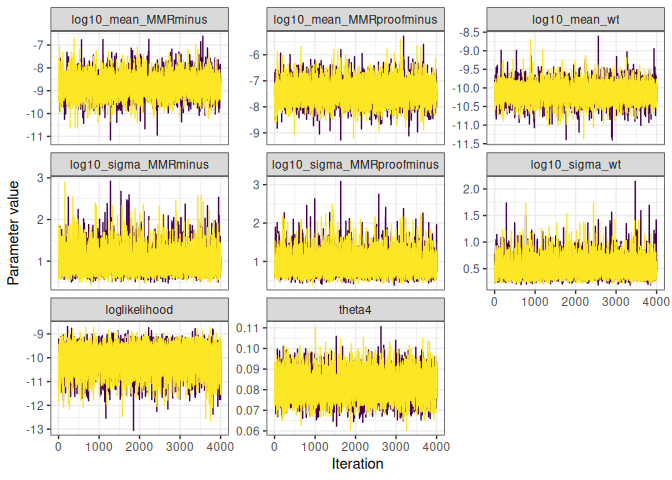 log10_mean_MMRminus
log10_mean_MMRproofminus
log10_mean_wt
-7
-8
-9
-10
-11
-6
-7
-8
-9
-8.5
-9.0
-9.5
-10.0
-10.5
-11.0
-11.5
log10_sigma_MMRminus
log10_sigma_MMRproofminus
log10_sigma_wt
3
2
1
3
2
1
2.0
1.5
1.0
0.5
0 1000 2000 3000 4000
loglikelihood
theta4
-9
-10
-11
-12
-13
0.11
0.10
0.09
0.08
0.07
0.06
0 1000 2000 3000 4000
0 1000 2000 3000 4000
Parameter value
Iteration